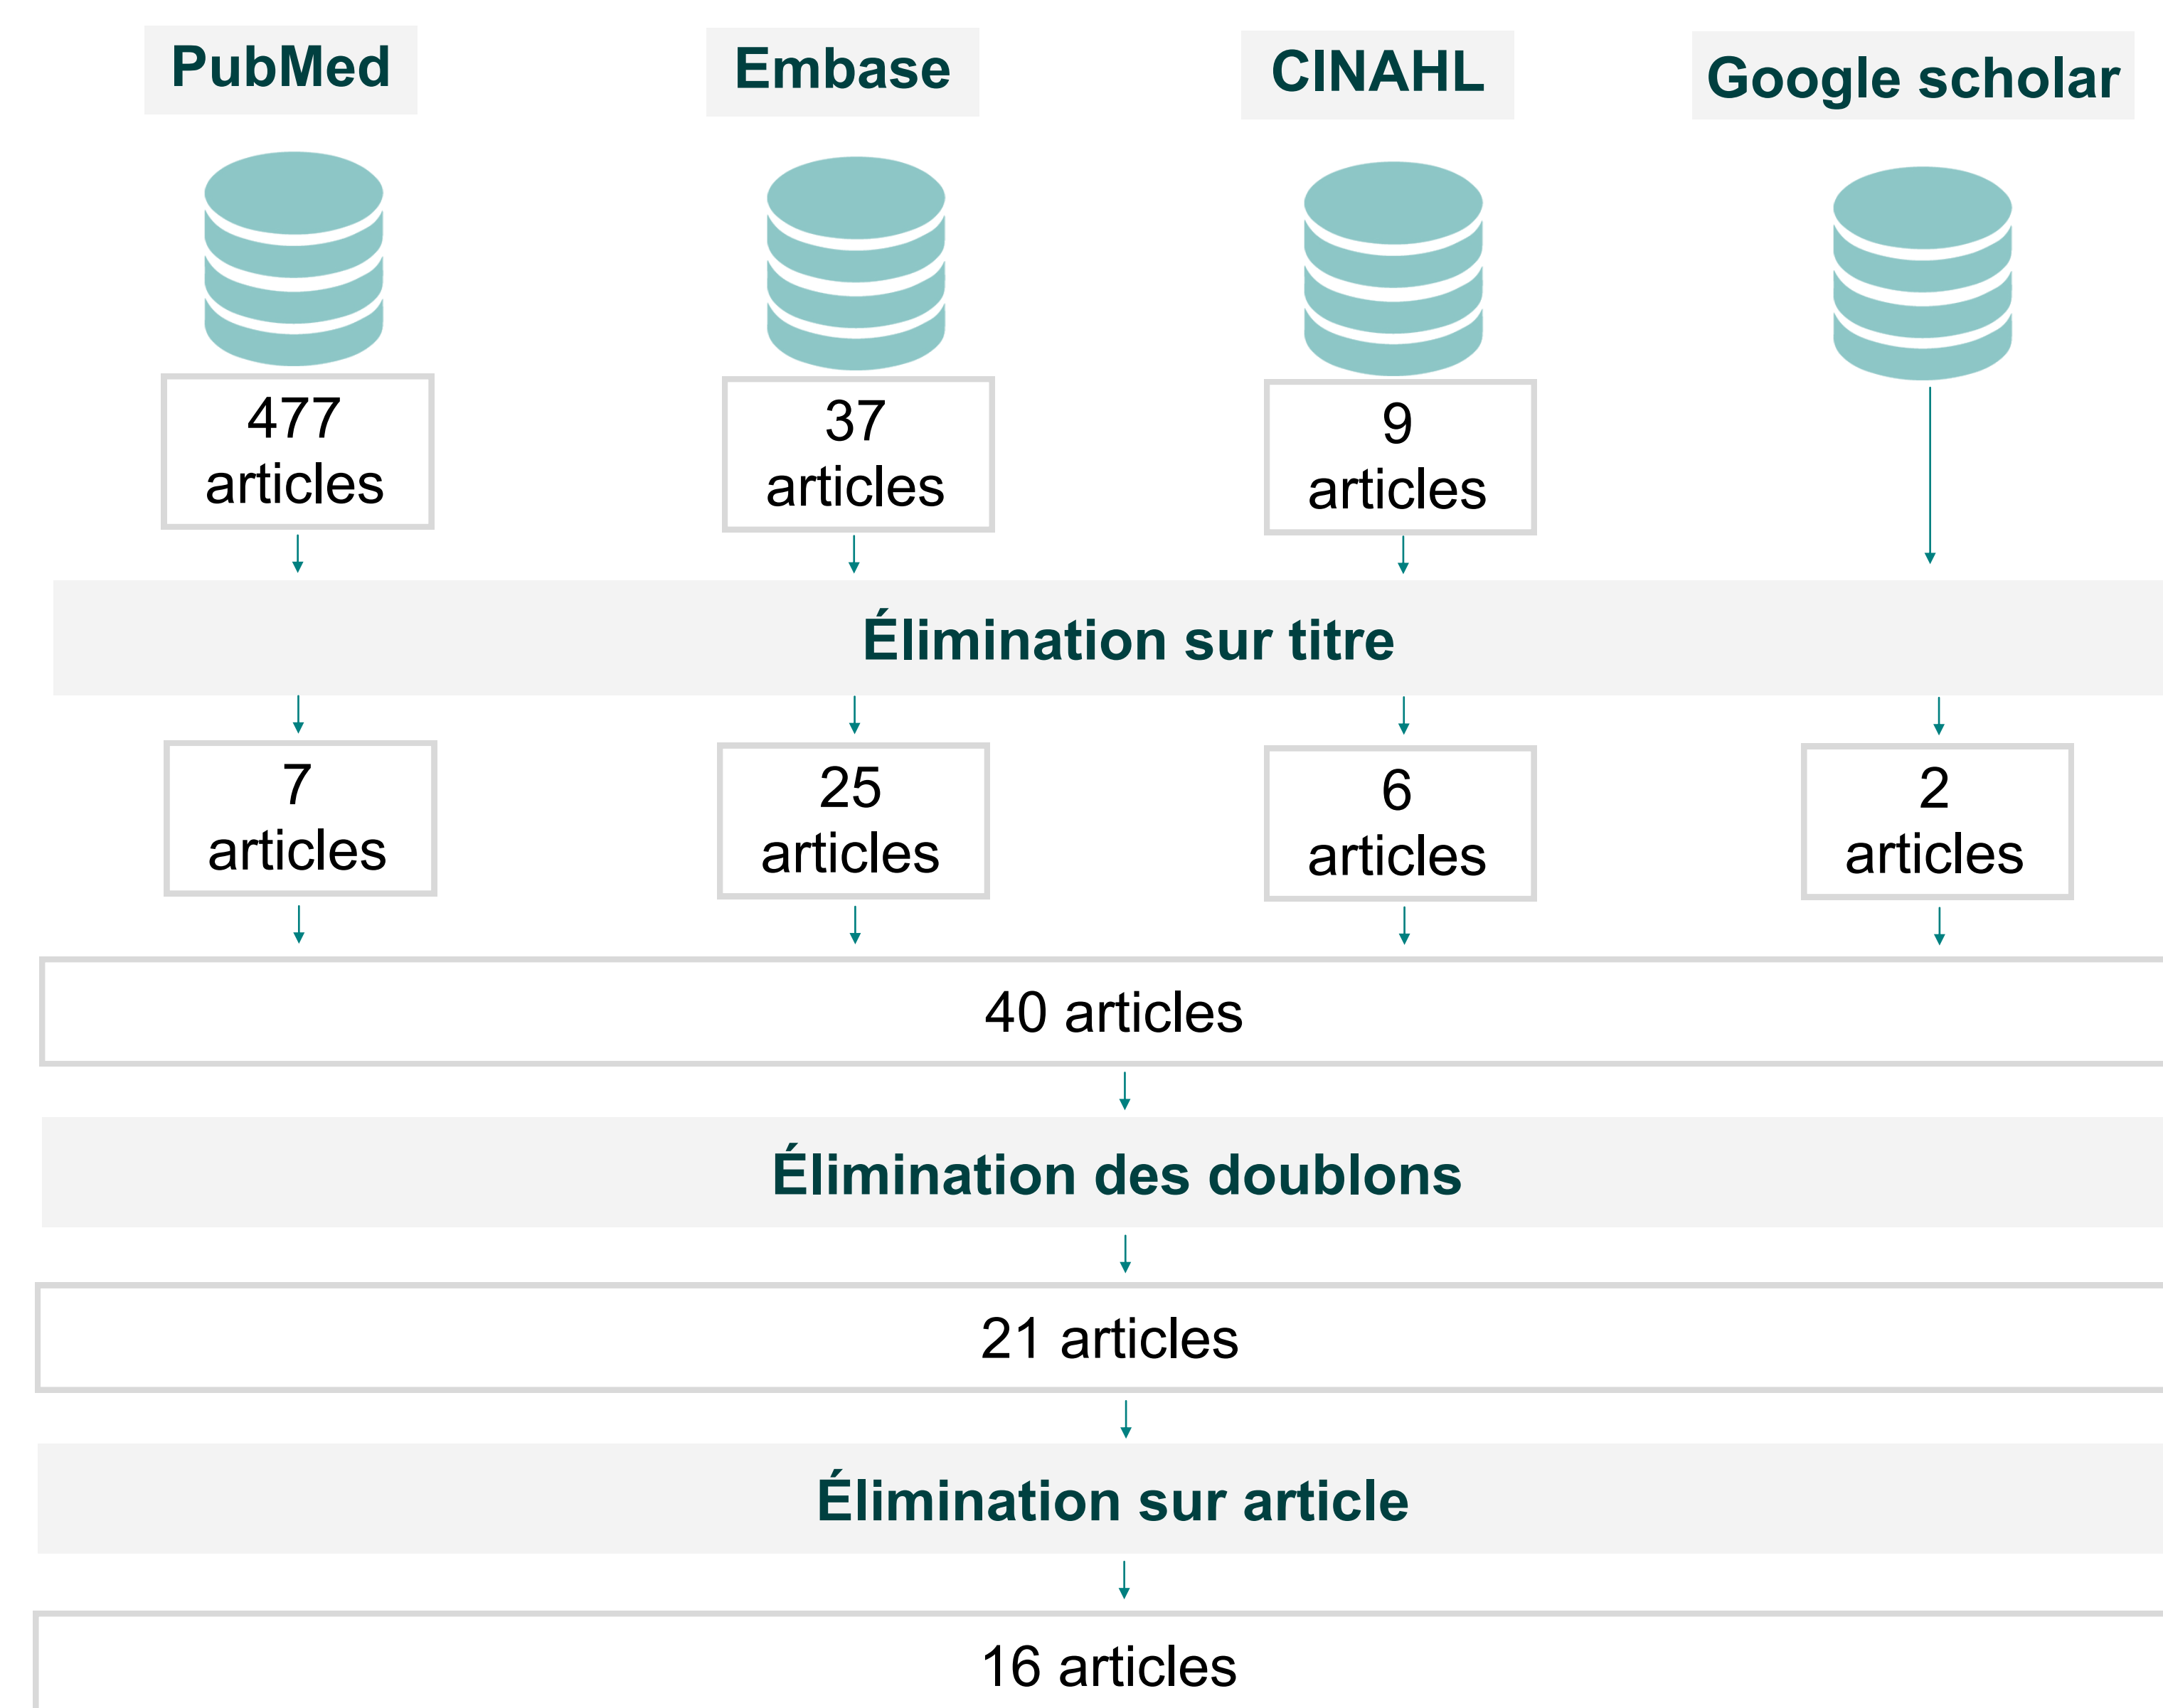 PubMed
Embase
CINAHL
Google scholar
477
articles
37
articles
9
articles
Élimination sur titre
7
articles
25
articles
6
articles
2
articles
40 articles
Élimination des doublons
21 articles
Élimination sur article
16 articles